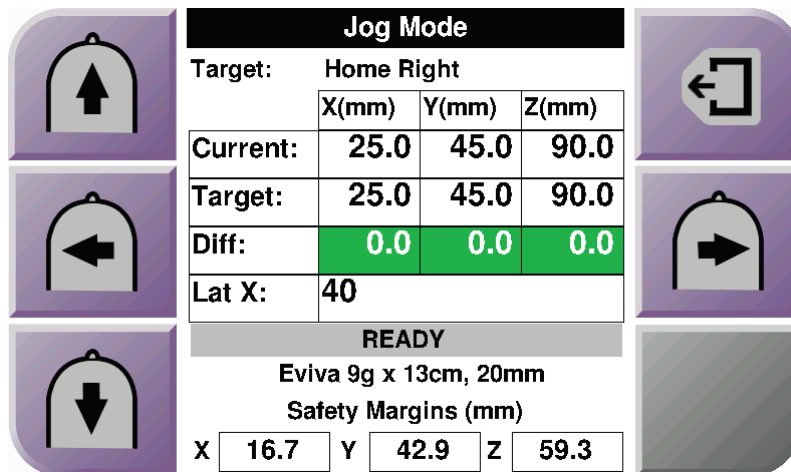 Jog Mode
Target: Home Right
X(mm) Y(mm) Z(mm)
Current: 25.0 45.0 90.0
Target: 25.0 45.0 90.0
Diff: 0.0 0.0 0.0
Lat X: 40
READY
Eviva 9g x 13cm, 20mm
Safety Margins (mm)
X 16.7 Y 42.9 Z 59.3